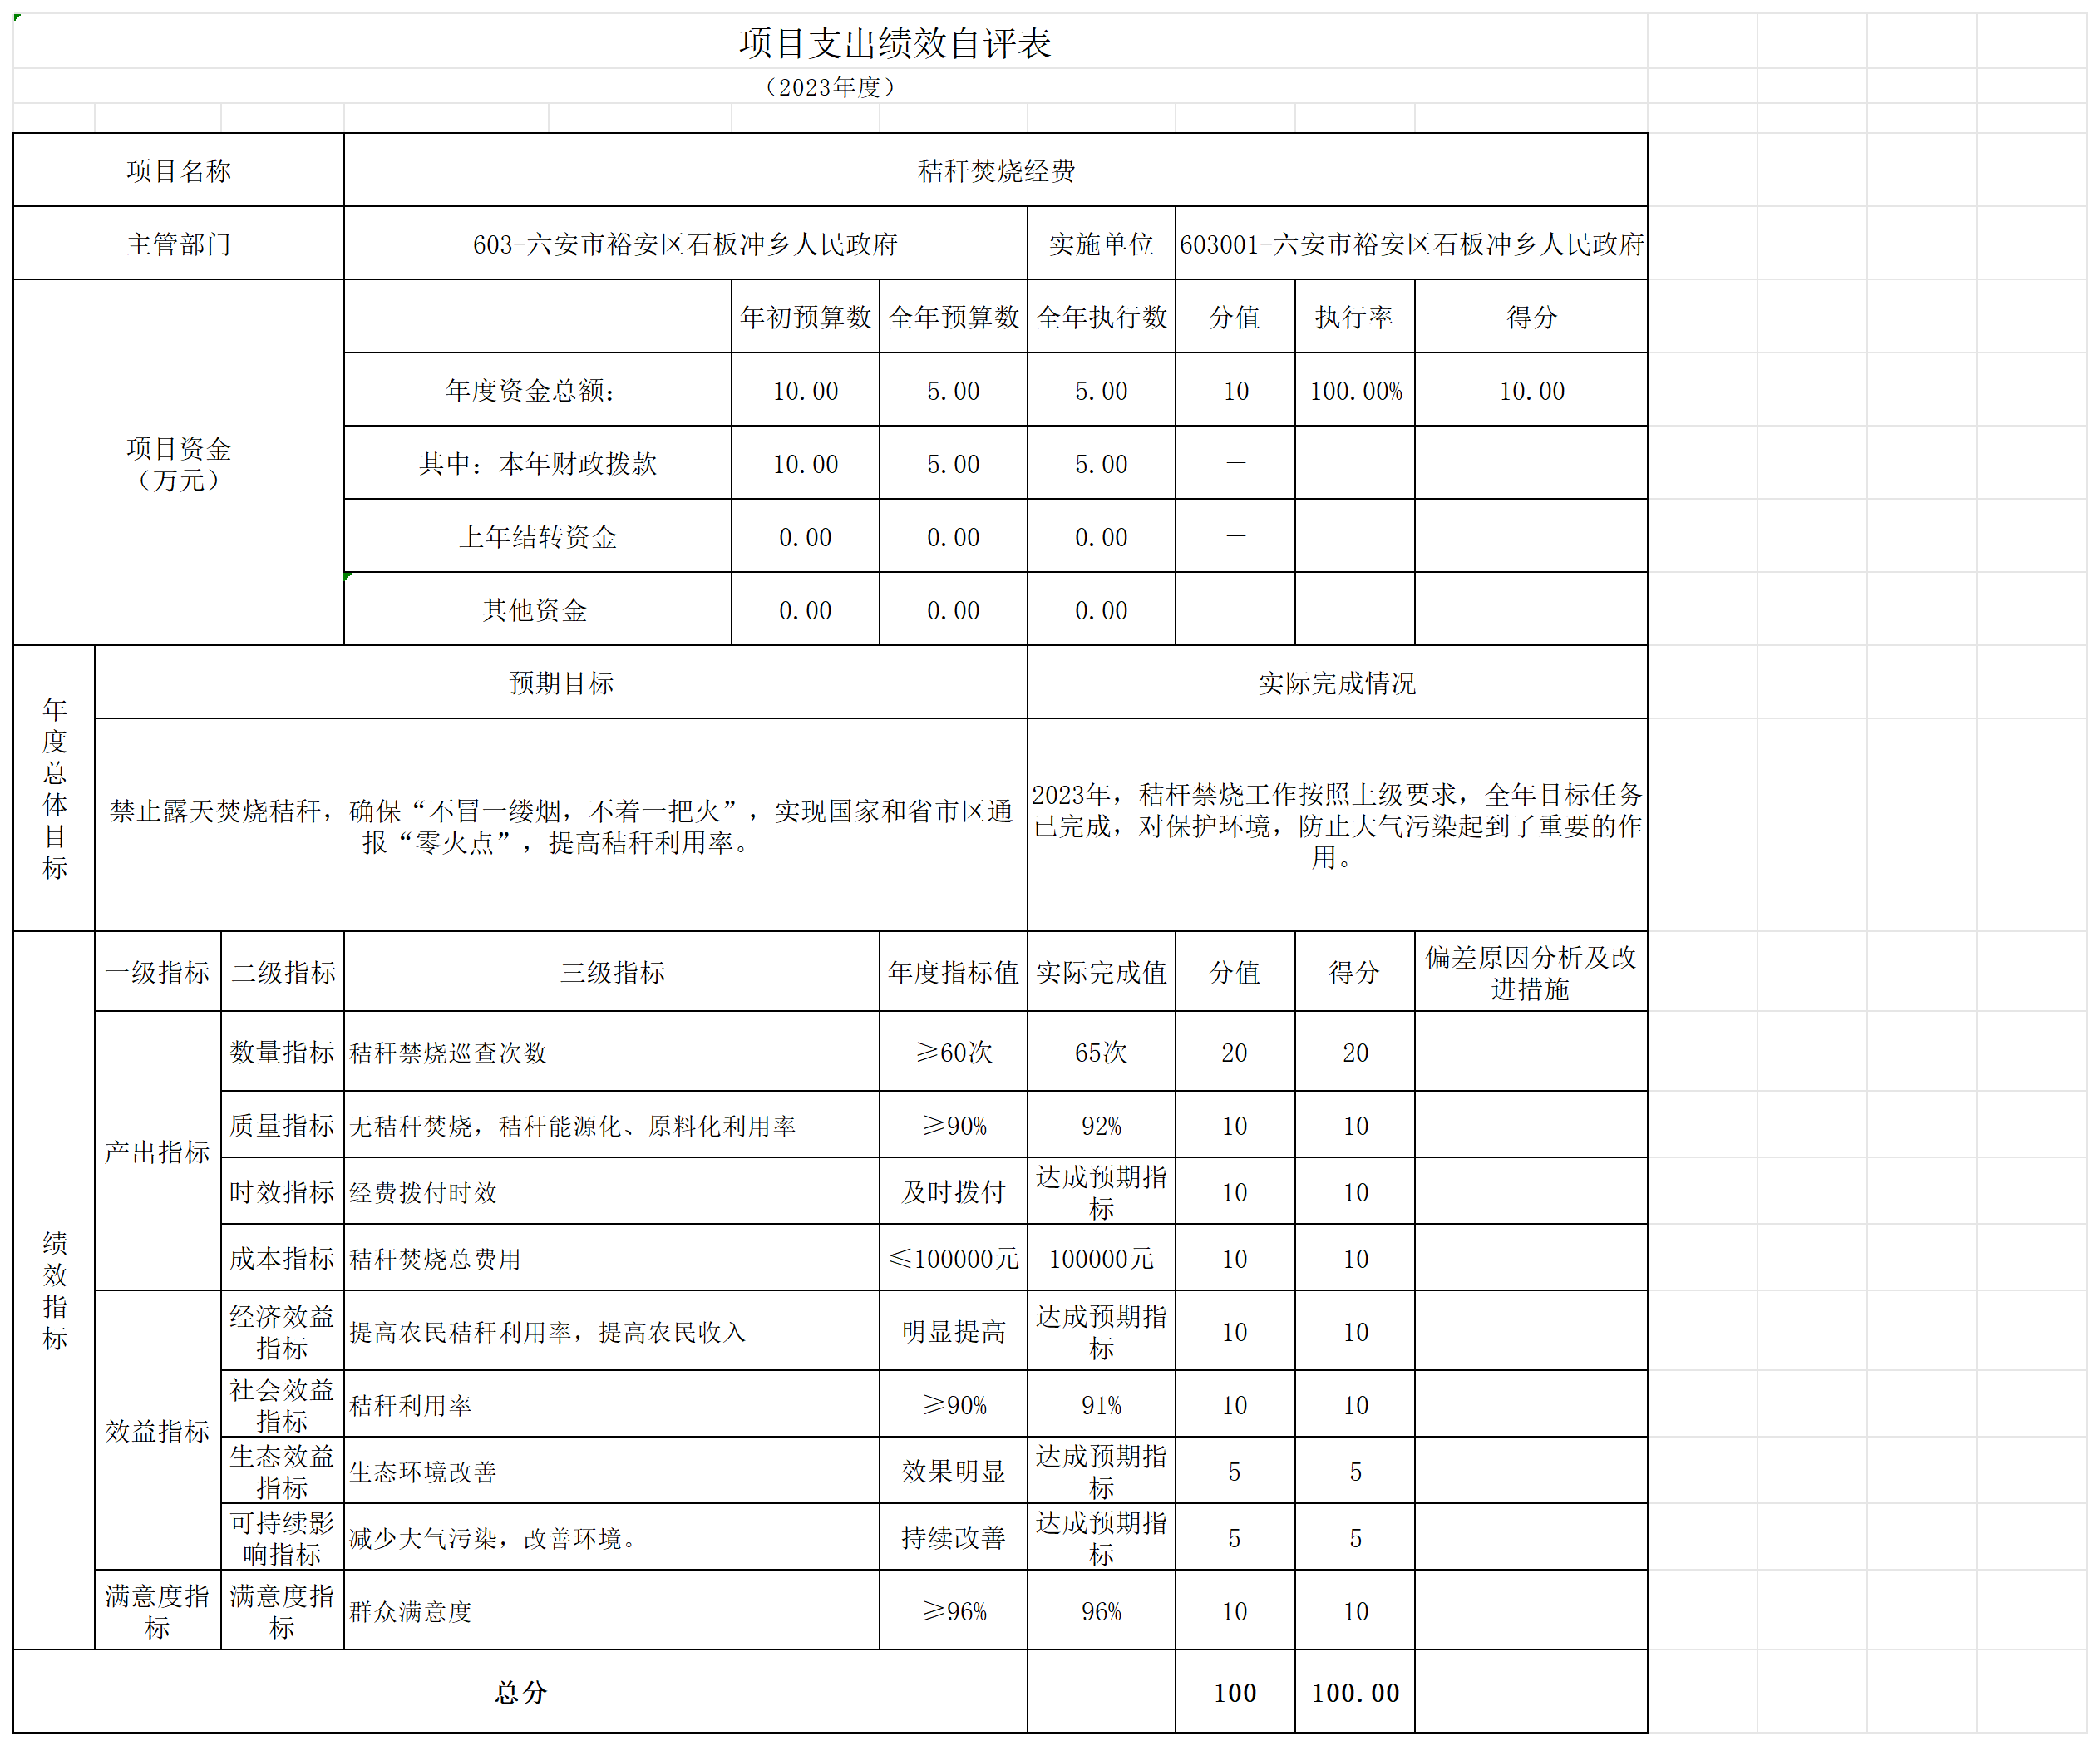 项目支出绩效自评表
（2023年度）
项目名称 秸秆焚烧经费
主管部门 603-六安市裕安区石板冲乡人民政府 实施单位 603001-六安市裕安区石板冲乡人民政府
项目资金
（万元）
年初预算数 全年预算数 全年执行数 分值 执行率 得分
年度资金总额： 10.00 5.00 5.00 10 100.00% 10.00
其中：本年财政拨款 10.00 5.00 5.00 —
上年结转资金 0.00 0.00 0.00 —
其他资金 0.00 0.00 0.00 —
年度总体目标
预期目标 实际完成情况
禁止露天焚烧秸秆，确保“不冒一缕烟，不着一把火”，实现国家和省市区通
报“零火点”，提高秸秆利用率。
2023年，秸秆禁烧工作按照上级要求，全年目标任务
已完成，对保护环境，防止大气污染起到了重要的作
用。
绩效指标
一级指标 二级指标 三级指标 年度指标值 实际完成值 分值 得分 偏差原因分析及改
进措施
产出指标
数量指标 秸秆禁烧巡查次数 ≥60次 65次 20 20
质量指标 无秸秆焚烧，秸秆能源化、原料化利用率 ≥90% 92% 10 10
时效指标 经费拨付时效 及时拨付 达成预期指
标 10 10
成本指标 秸秆焚烧总费用 ≤100000元 100000元 10 10
效益指标
经济效益
指标 提高农民秸秆利用率，提高农民收入 明显提高 达成预期指
标 10 10
社会效益
指标 秸秆利用率 ≥90% 91% 10 10
生态效益
指标 生态环境改善 效果明显 达成预期指
标 5 5
可持续影
响指标 减少大气污染，改善环境。 持续改善 达成预期指
标 5 5
满意度指
标 满意度指
标 群众满意度 ≥96% 96% 10 10
总分 100 100.00